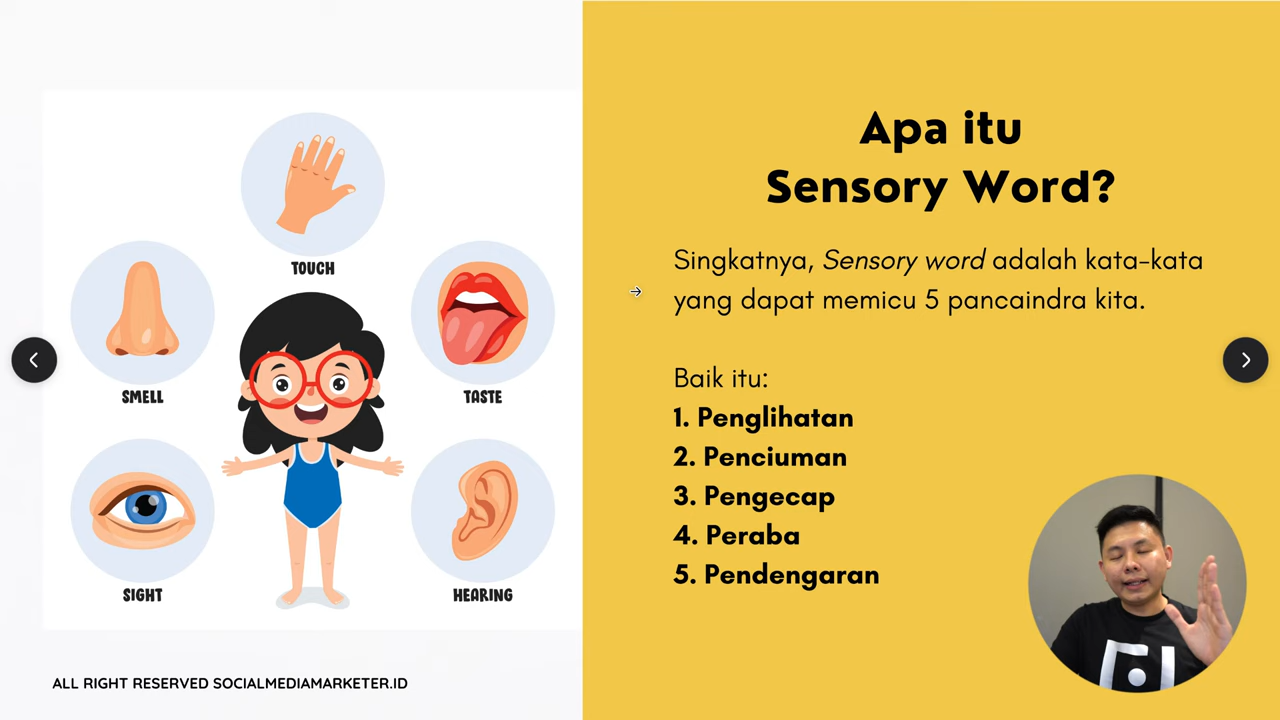 TOUCH
SMELL
TASTE
SIGHT
HEARING
ALL RIGHT RESERVED SOCIALMEDIAMARKETER.ID
Apa itu
Sensory Word?
Singkatnya, Sensory word adalah kata-kata
yang dapat memicu 5 pancaindra kita.
Baik itu:
1. Penglihatan
2. Penciuman
3. Pengecap
4. Peraba
5. Pendengaran